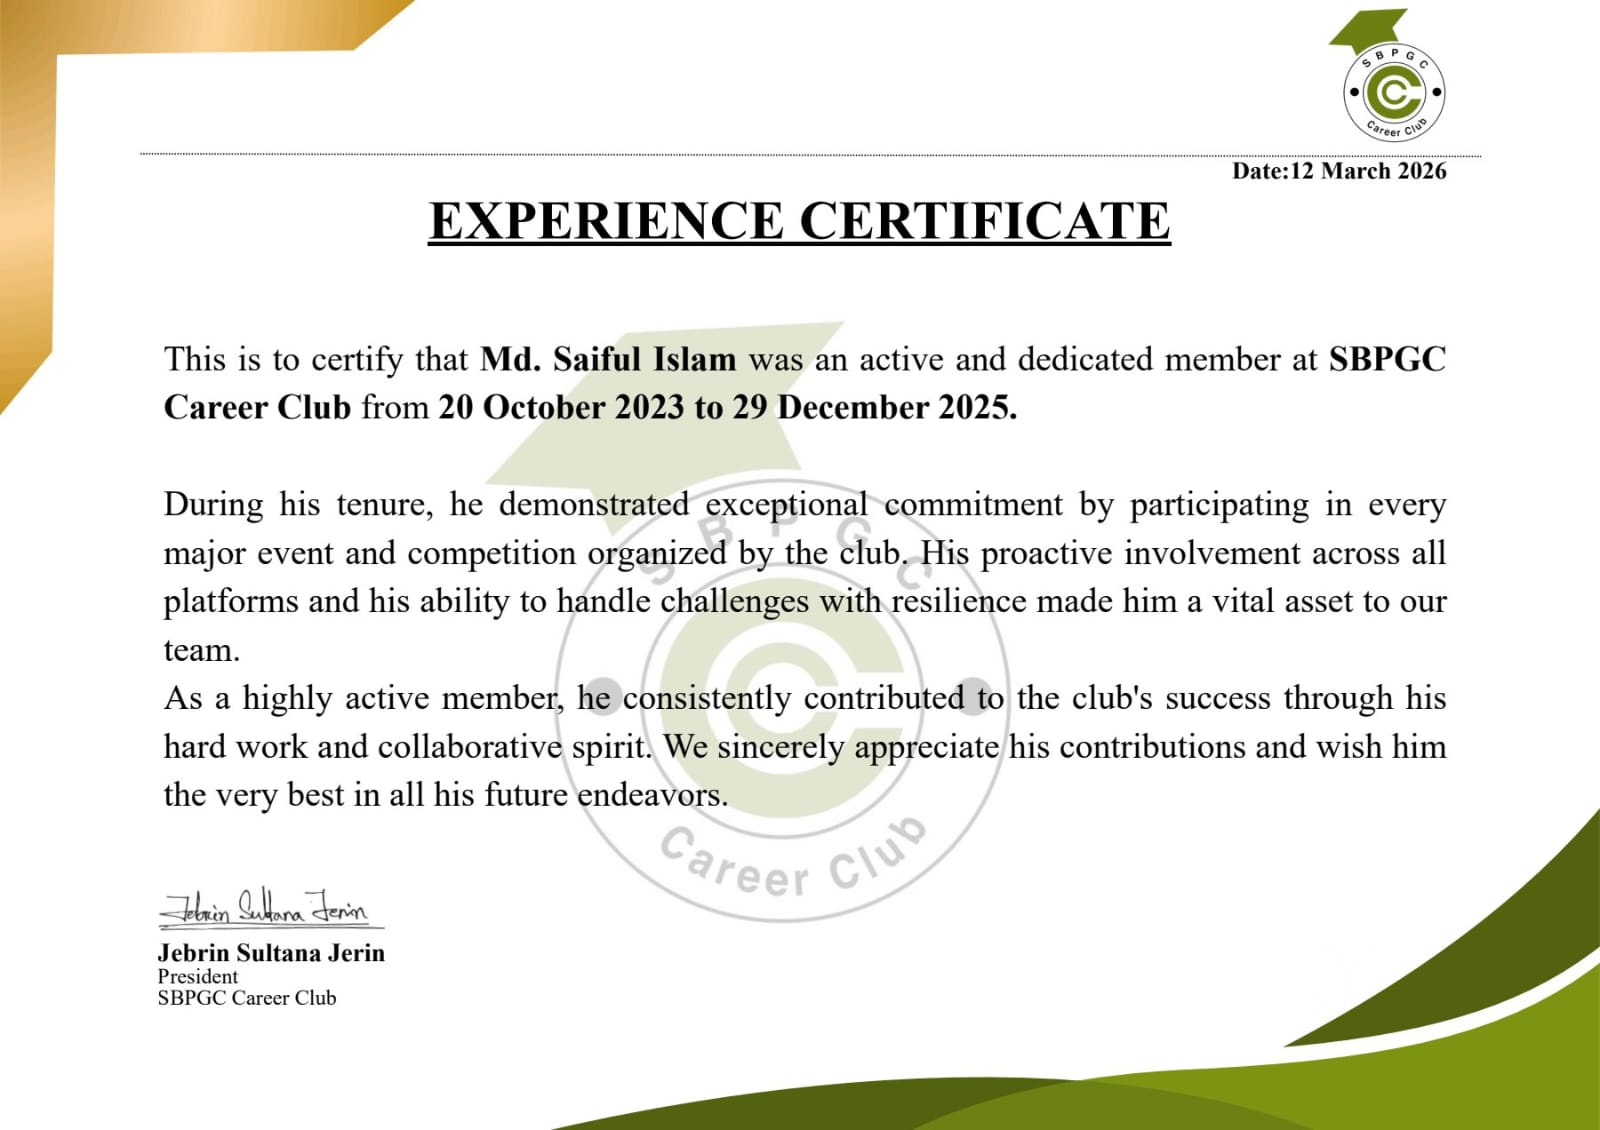 SBPGC
Career Club
Date:12 March 2026
EXPERIENCE CERTIFICATE
This is to certify that Md. Saiful Islam was an active and dedicated member at SBPGC
Career Club from 20 October 2023 to 29 December 2025.
During his tenure, he demonstrated exceptional commitment by participating in every
major event and competition organized by the club. His proactive involvement across all
platforms and his ability to handle challenges with resilience made him a vital asset to our
team.
As a highly active member, he consistently contributed to the club's success through his
hard work and collaborative spirit. We sincerely appreciate his contributions and wish him
the very best in all his future endeavors.
SBPGC
Career Club
Jebrin Sultana Jerin
Jebrin Sultana Jerin
President
SBPGC Career Club